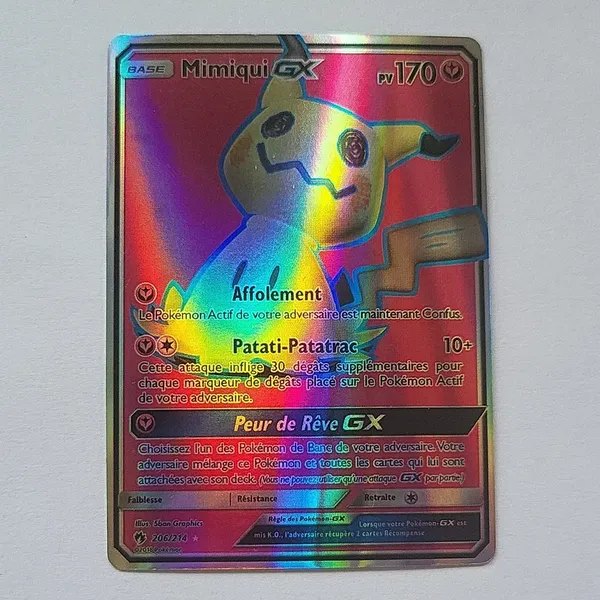 BASE Mimiqui GX PV 170
Affolement
Le Pokémon Actif de votre adversaire est maintenant Confus.
Patati-Patatrac 10+
Cette attaque inflige 30 dégâts supplémentaires pour
chaque marqueur de dégâts placé sur le Pokémon Actif
de votre adversaire.
Peur de Rêve GX
Choisissez l'un des Pokémon de Banc de votre adversaire. Votre
adversaire mélange ce Pokémon et toutes les cartes qui lui sont
attachées avec son deck. (Vous ne pouvez utiliser qu'une attaque GX par partie.)
Faiblesse Résistance Retraite
Illus. 5ban Graphics Règle des Pokémon-GX Lorsque votre Pokémon-GX est
206/214 mis K.O., l'adversaire récupère 2 cartes Récompense